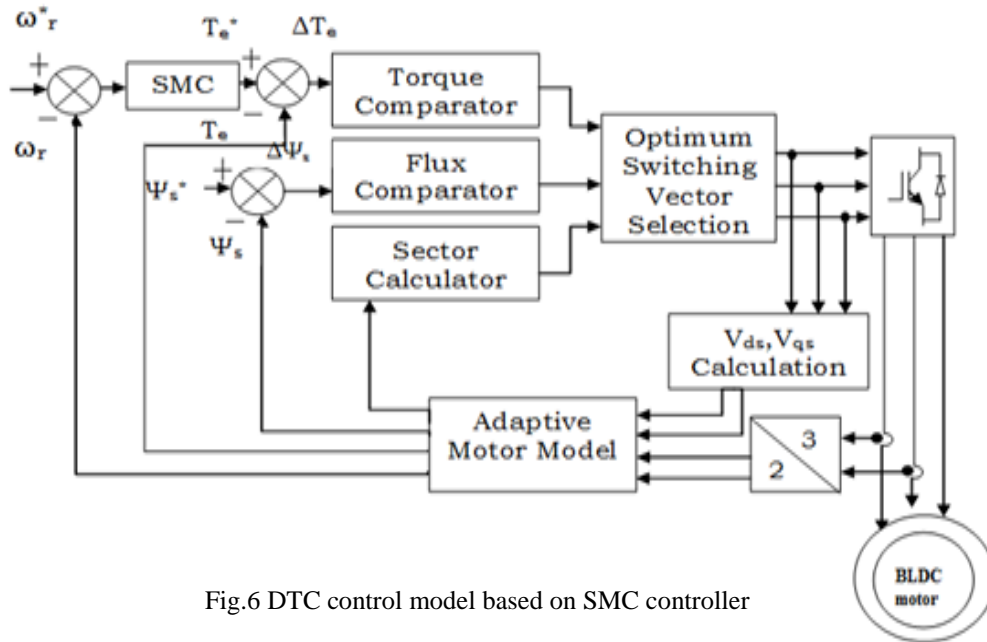 ω*r
Te*
ΔTe
+
−
SMC
+
−
Torque
Comparator
ωr
Te
ΔΨs
Ψs*
+
−
Ψs
Flux
Comparator
Optimum
Switching
Vector
Selection
Sector
Calculator
Vds,Vqs
Calculation
Adaptive
Motor Model
3
2
BLDC
motor
Fig.6 DTC control model based on SMC controller